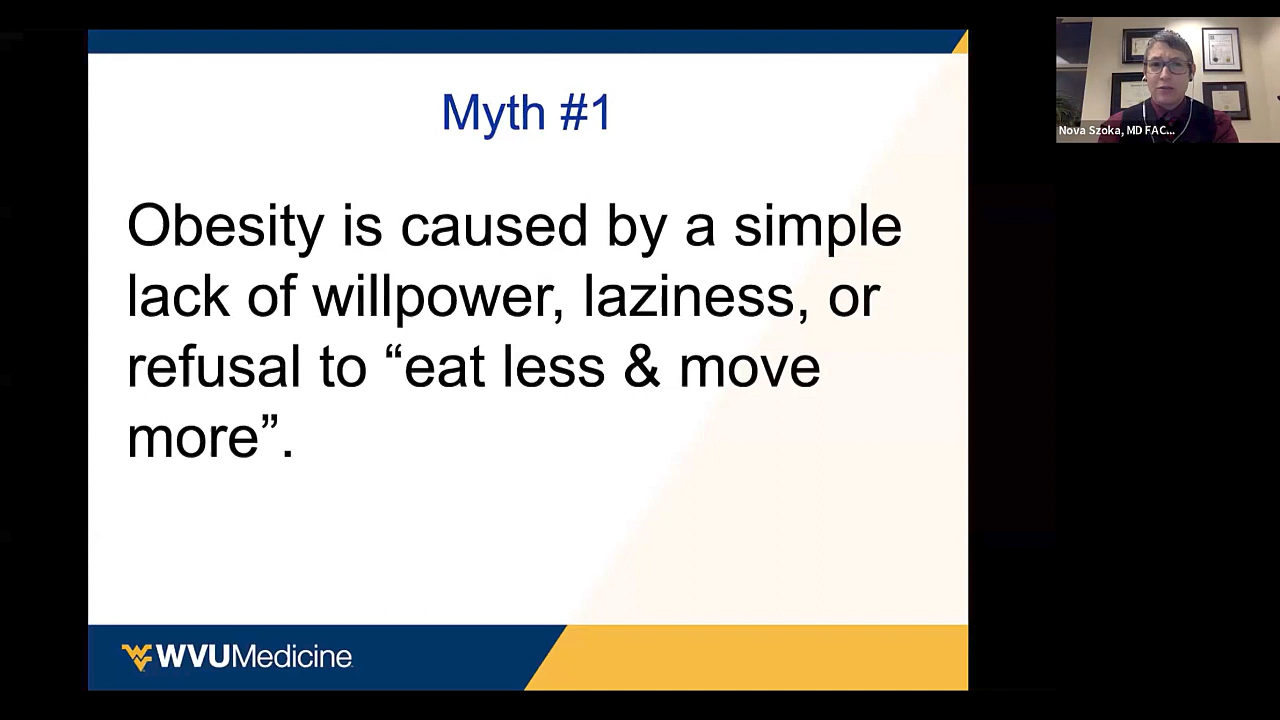 Myth #1
Obesity is caused by a simple
lack of willpower, laziness, or
refusal to “eat less & move
more”.
WVUMedicine
Nova Szoka, MD FAC...